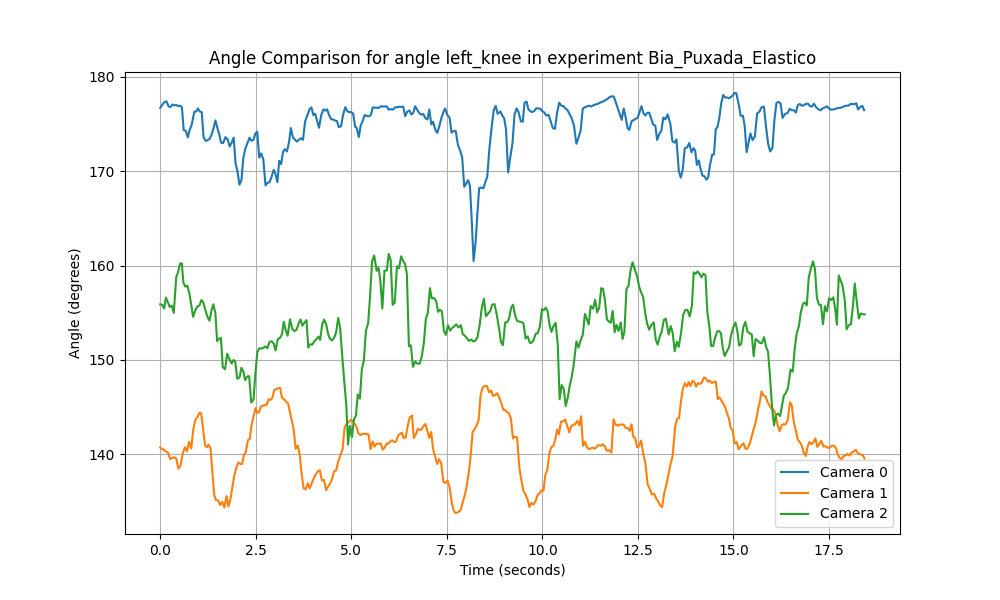 Angle Comparison for angle left_knee in experiment Bia_Puxada_Elastico
Angle (degrees)
180
170
160
150
140
0.0 2.5 5.0 7.5 10.0 12.5 15.0 17.5
Time (seconds)
Camera 0
Camera 1
Camera 2